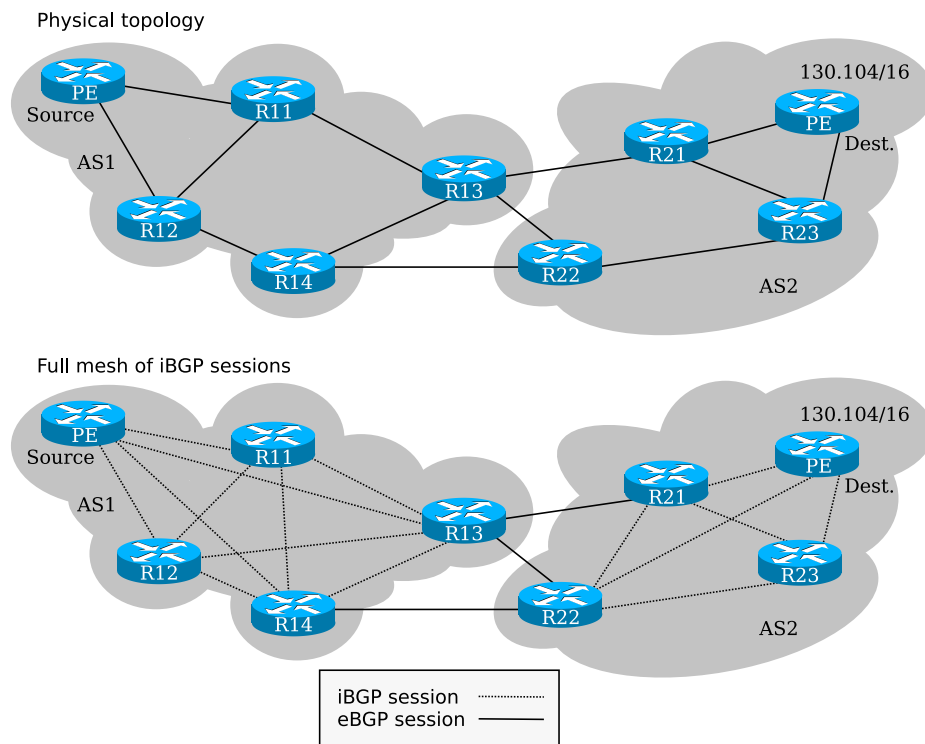 Physical topology
130.104/16
PE
Source
R11
PE
AS1
R21
Dest.
R13
R12
R23
R14
R22
AS2
Full mesh of iBGP sessions
130.104/16
PE
Source
R11
PE
R21
Dest.
AS1
R13
R12
R23
R14
R22
AS2
iBGP session
eBGP session